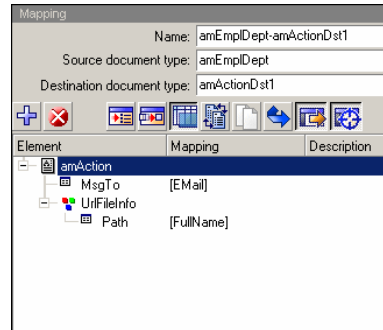 Mapping
Name: amEmplDept-amActionDst1
Source document type: amEmplDept
Destination document type: amActionDst1
Element Mapping Description
amAction
MsgTo [EMail]
UrlFileInfo
Path [FullName]